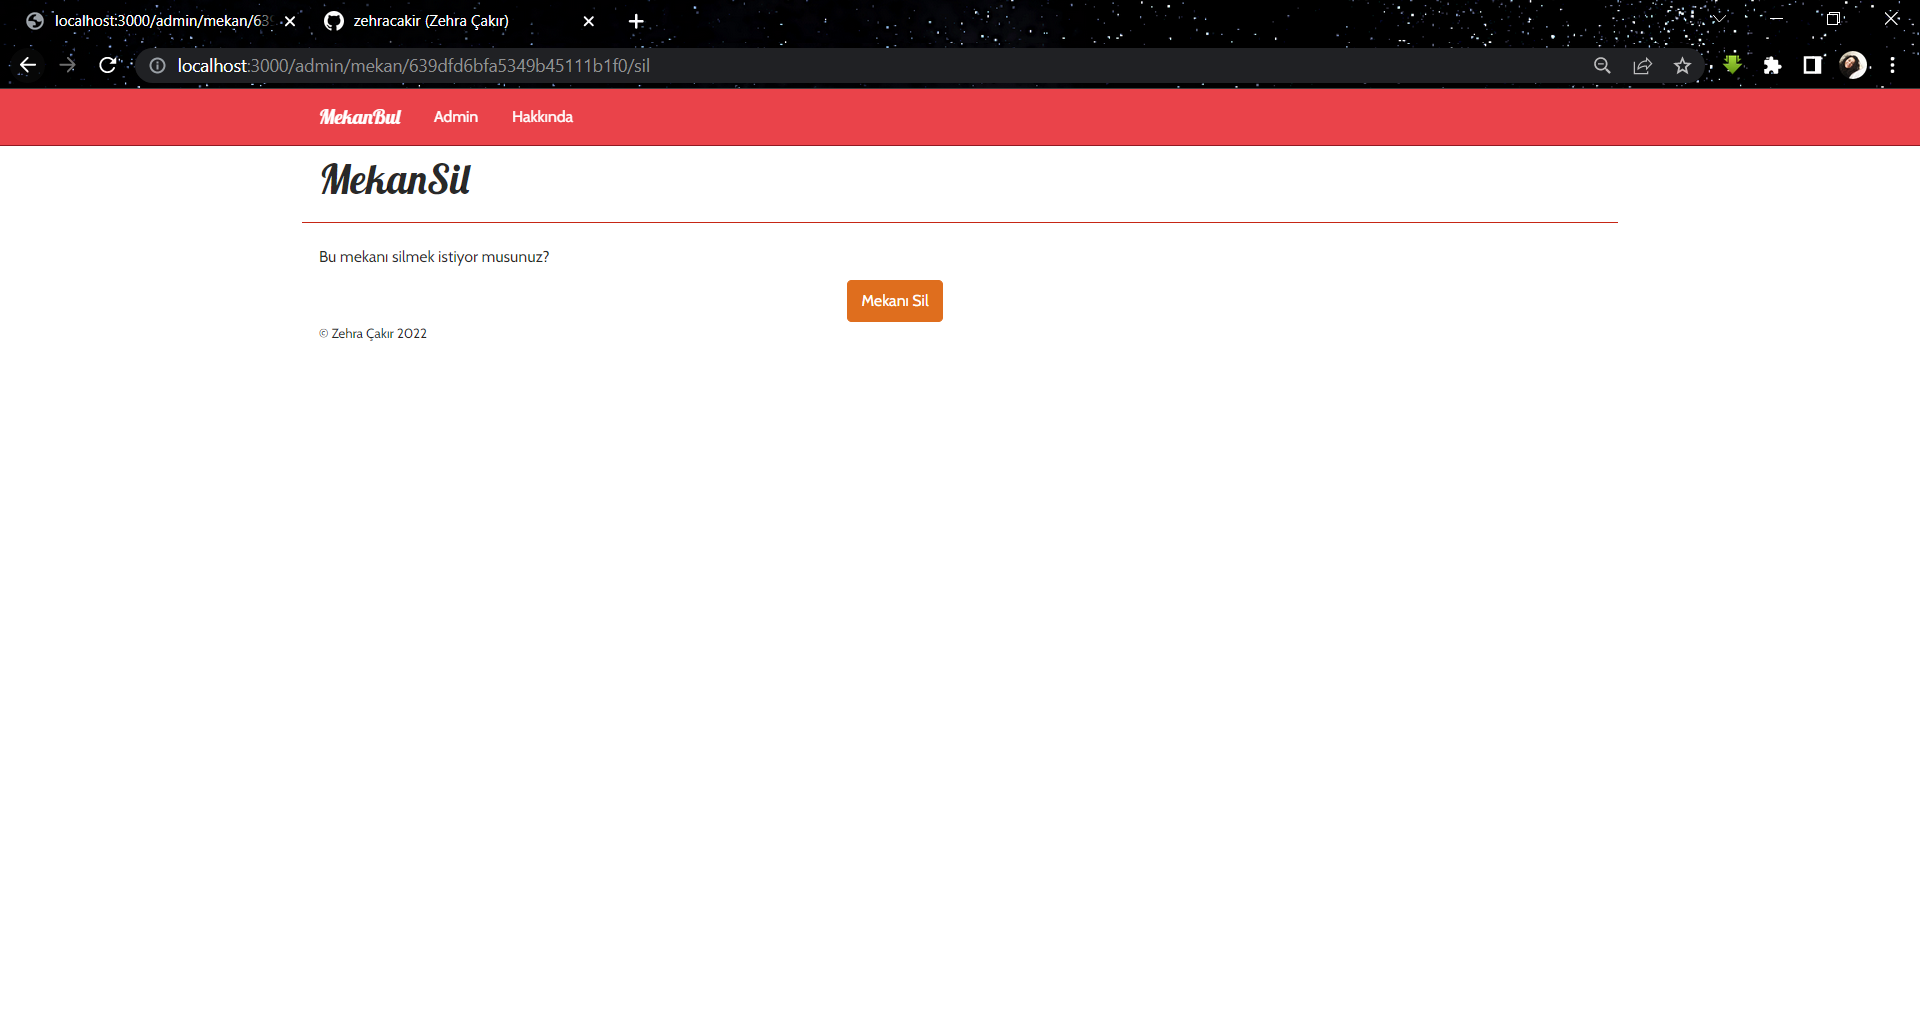 localhost:3000/admin/mekan/639
zehracakir (Zehra Çakır)
localhost:3000/admin/mekan/639dfd6bfa5349b45111b1f0/sil
MekanBul Admin Hakkında
MekanSil
Bu mekanı silmek istiyor musunuz?
Mekanı Sil
© Zehra Çakır 2022